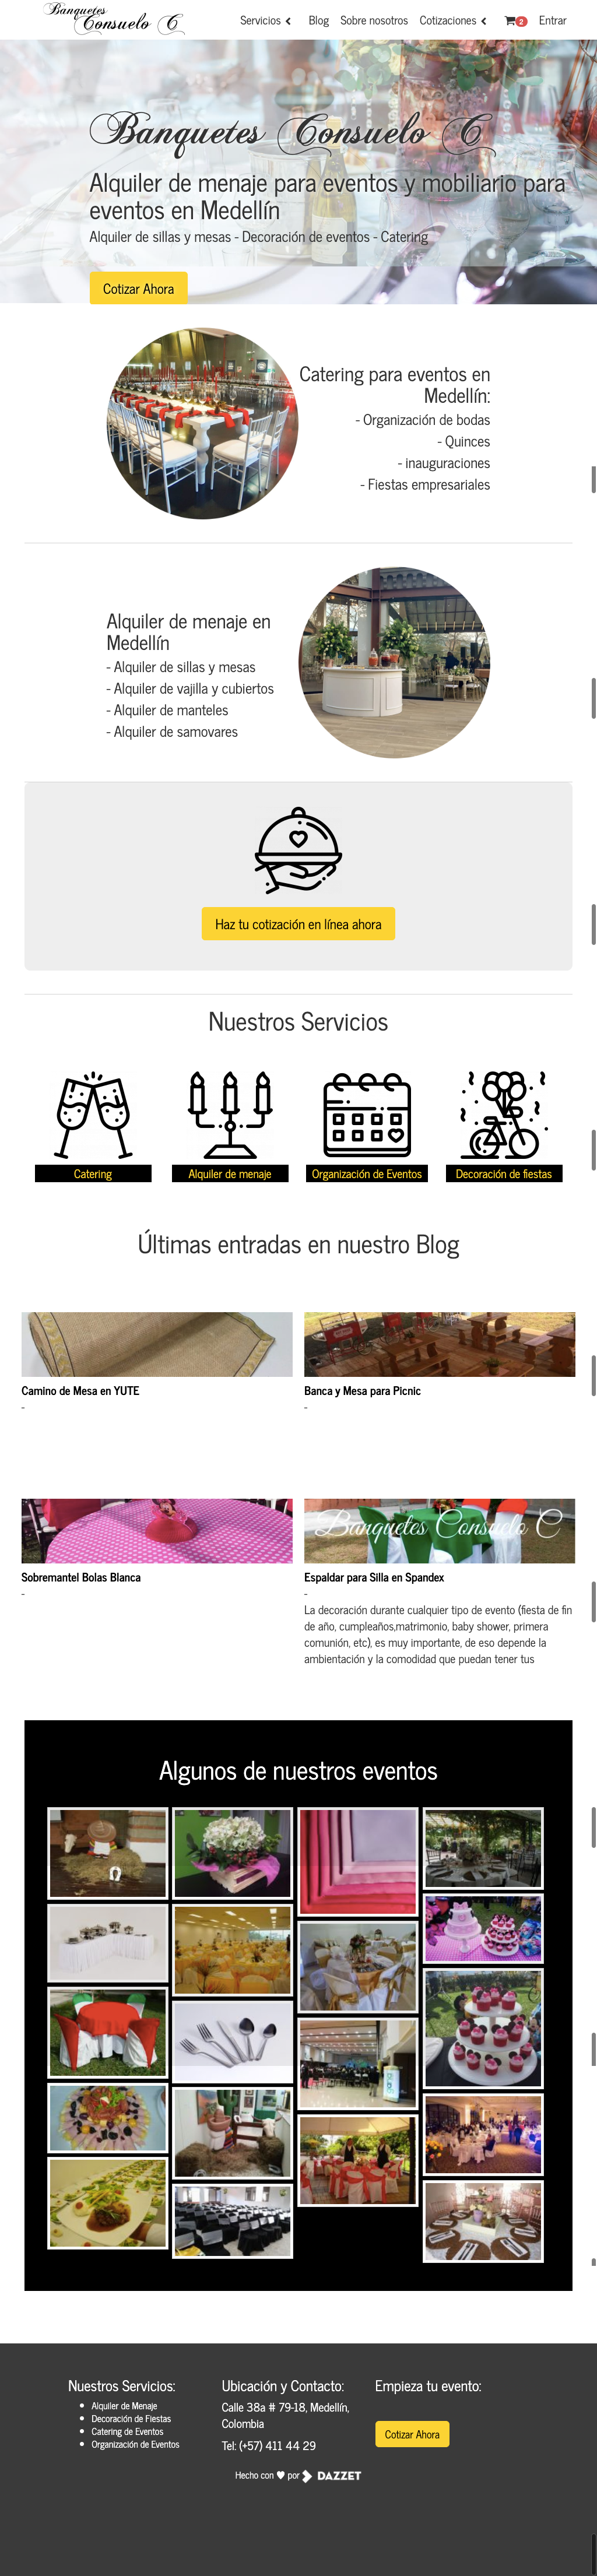 Banquetes
Consuelo C
Servicios
Blog
Sobre nosotros
Cotizaciones
2
Entrar
Banquetes Consuelo C
Alquiler de menaje para eventos y mobiliario para
eventos en Medellín
Alquiler de sillas y mesas - Decoración de eventos - Catering
Cotizar Ahora
Catering para eventos en
Medellín:
- Organización de bodas
- Quinces
- inauguraciones
- Fiestas empresariales
Alquiler de menaje en
Medellín
- Alquiler de sillas y mesas
- Alquiler de vajilla y cubiertos
- Alquiler de manteles
- Alquiler de samovares
Haz tu cotización en línea ahora
Nuestros Servicios
Catering
Alquiler de menaje
Organización de Eventos
Decoración de fiestas
Últimas entradas en nuestro Blog
Camino de Mesa en YUTE
-
Banca y Mesa para Picnic
-
Sobremantel Bolas Blanca
-
Banquetes Consuelo C
Espaldar para Silla en Spandex
-
La decoración durante cualquier tipo de evento (fiesta de fin
de año, cumpleaños,matrimonio, baby shower, primera
comunión, etc), es muy importante, de eso depende la
ambientación y la comodidad que puedan tener tus
Algunos de nuestros eventos
Nuestros Servicios:
Alquiler de Menaje
Decoración de Fiestas
Catering de Eventos
Organización de Eventos
Ubicación y Contacto:
Calle 38a # 79-18, Medellín,
Colombia
Tel: (+57) 411 44 29
Empieza tu evento:
Cotizar Ahora
Hecho con ♥ por DAZZET